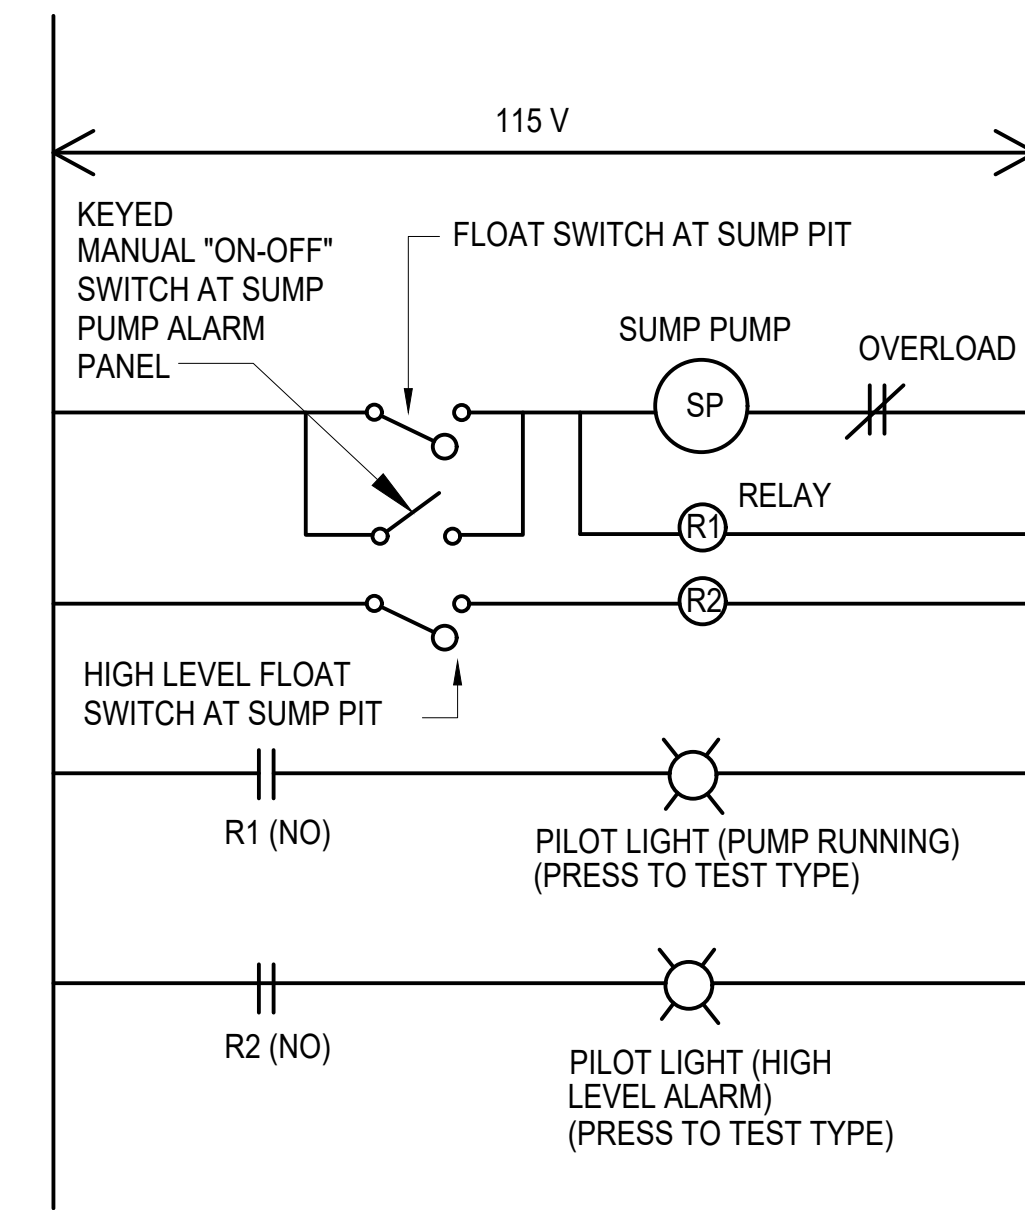 115 V
KEYED
MANUAL "ON-OFF"
SWITCH AT SUMP
PUMP ALARM
PANEL
FLOAT SWITCH AT SUMP PIT
SUMP PUMP
OVERLOAD
SP
RELAY
R1
R2
HIGH LEVEL FLOAT
SWITCH AT SUMP PIT
R1 (NO)
PILOT LIGHT (PUMP RUNNING)
(PRESS TO TEST TYPE)
R2 (NO)
PILOT LIGHT (HIGH
LEVEL ALARM)
(PRESS TO TEST TYPE)